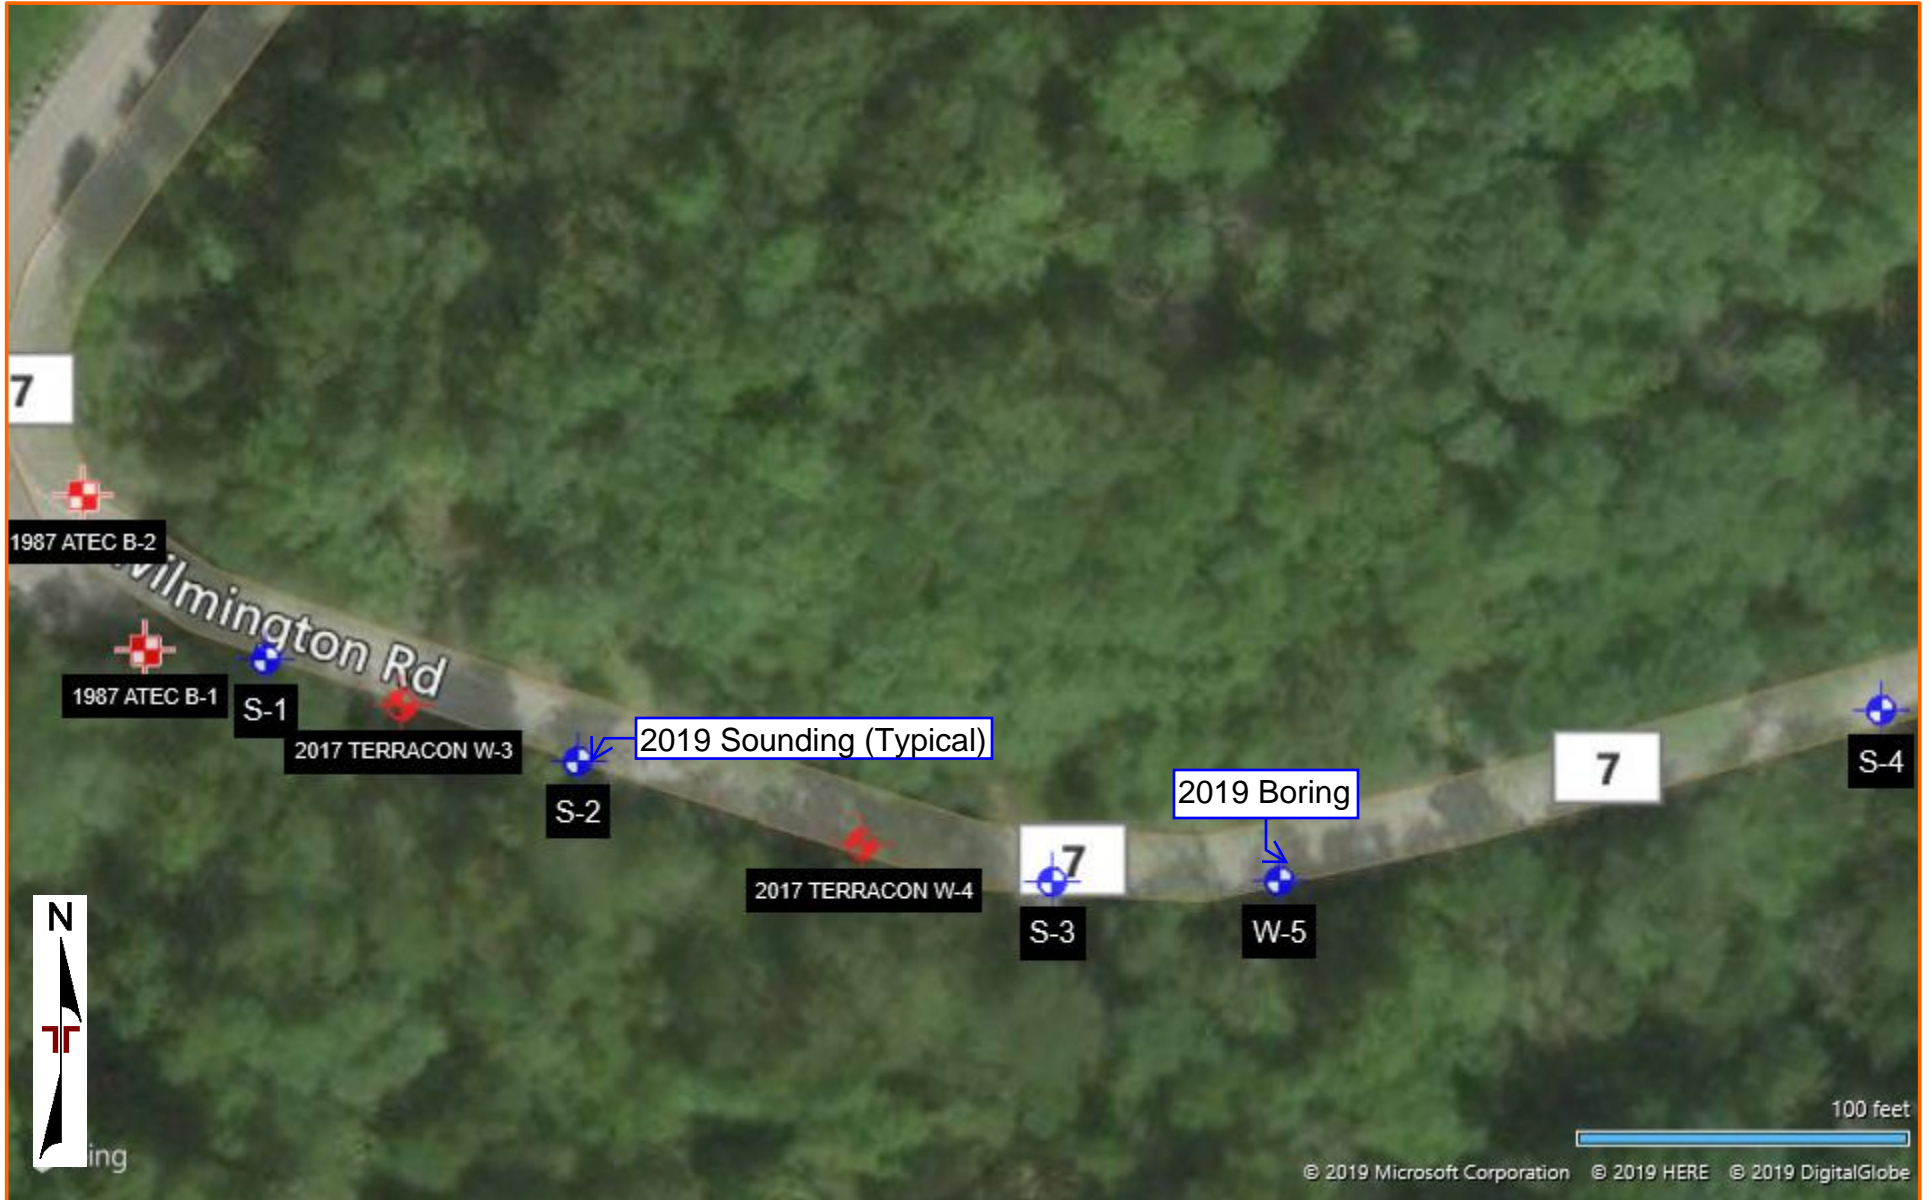 7
1987 ATEC B-2
Wilmington Rd
1987 ATEC B-1
S-1
2017 TERRACON W-3
2019 Sounding (Typical)
S-2
2019 Boring
7
S-4
2017 TERRACON W-4
7
S-3
W-5
N
100 feet
ing
© 2019 Microsoft Corporation © 2019 HERE © 2019 DigitalGlobe